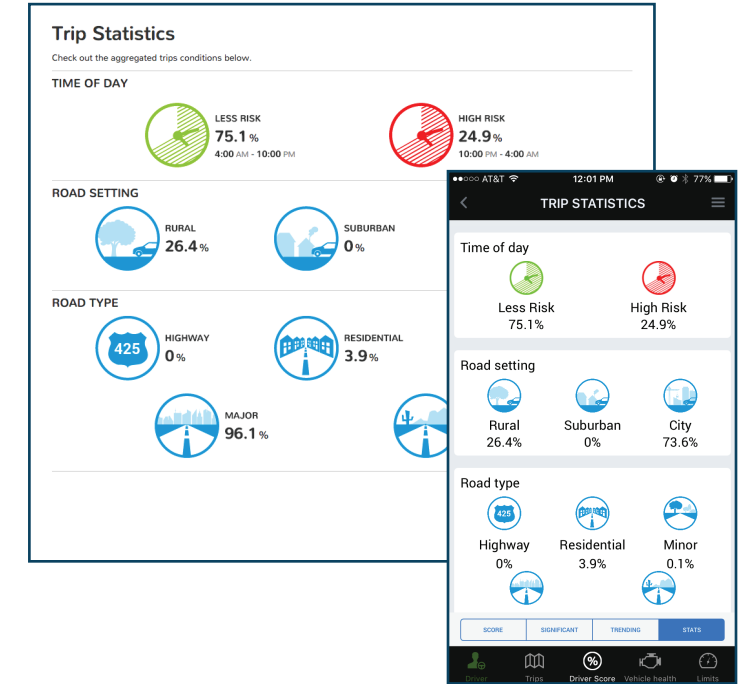 Trip Statistics
Check out the aggregated trips conditions below.
TIME OF DAY
LESS RISK
75.1 %
4:00 AM - 10:00 PM
HIGH RISK
24.9 %
10:00 PM - 4:00 AM
ROAD SETTING
RURAL
26.4 %
SUBURBAN
0 %
ROAD TYPE
425
HIGHWAY
0 %
RESIDENTIAL
3.9 %
MAJOR
96.1 %
AT&T 12:01 PM 77%
TRIP STATISTICS
Time of day
Less Risk High Risk
75.1% 24.9%
Road setting
Rural Suburban City
26.4% 0% 73.6%
Road type
425
Highway Residential Minor
0% 3.9% 0.1%
SCORE SIGNIFICANT TRENDING STATS
%
Driver Trips Driver Score Vehicle health Limits